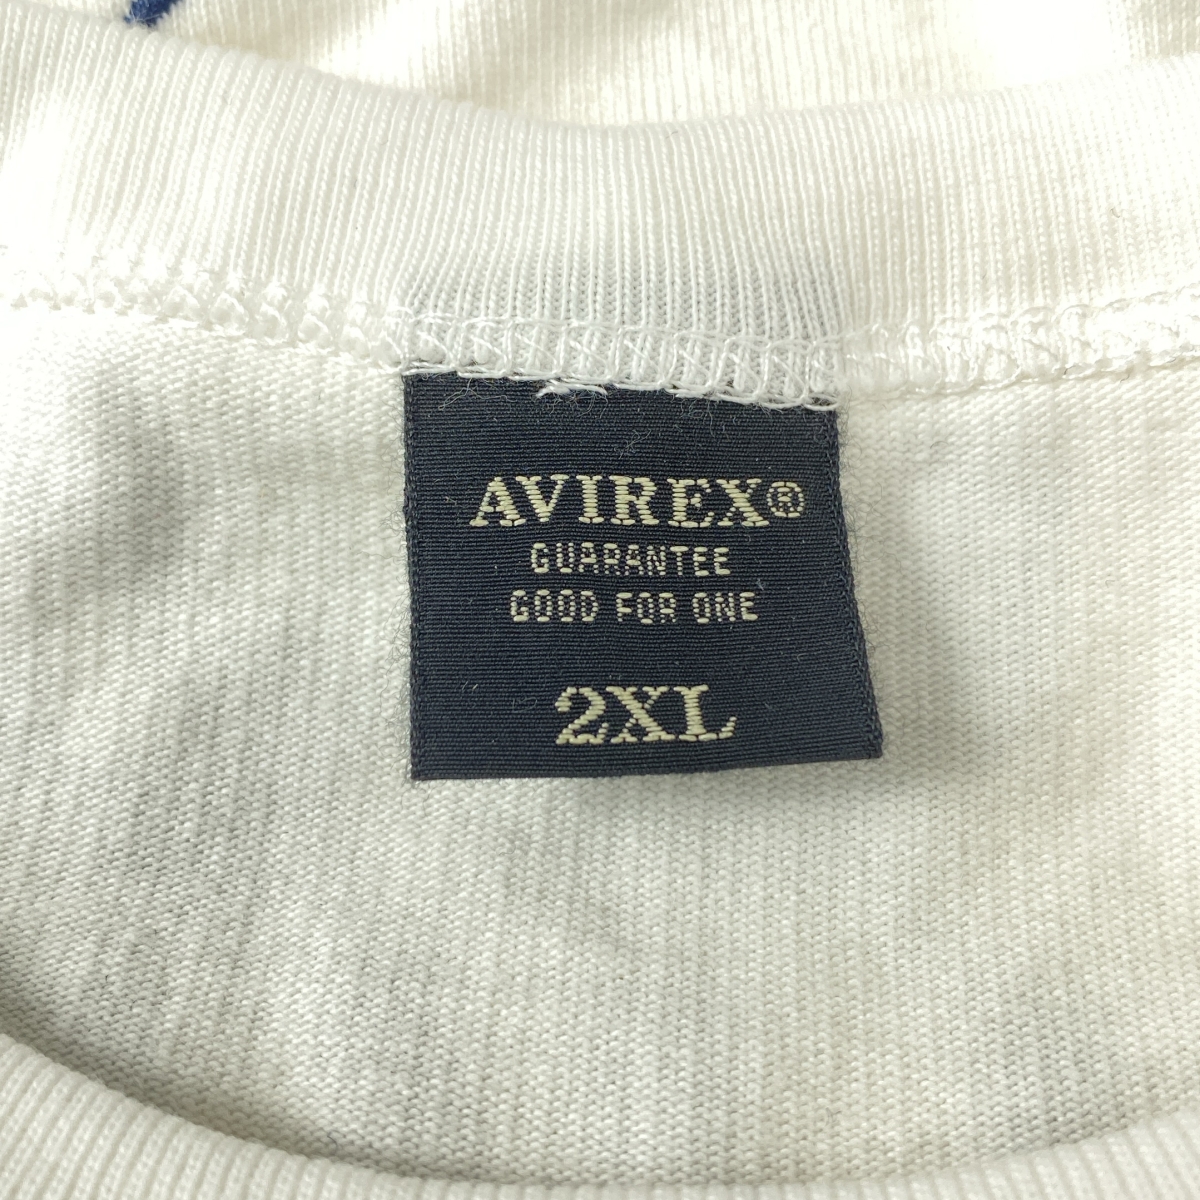 AVIREX®
GUARANTEE
GOOD FOR ONE
2XL